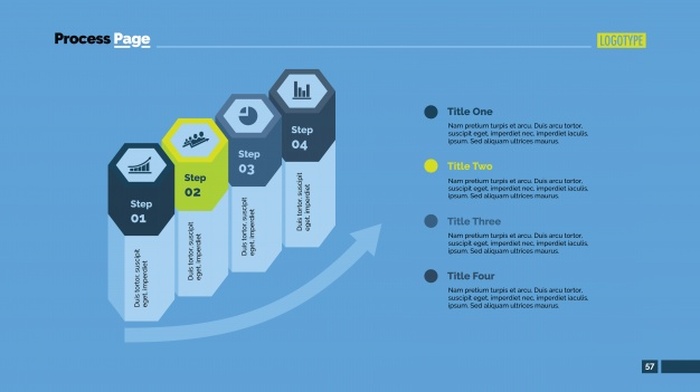 Process Page
LOGOTYPE
Step
01
Duis tortor, suscipit
eget, imperdiet
Step
02
Duis tortor, suscipit
eget, imperdiet
Step
03
Duis tortor, suscipit
eget, imperdiet
Step
04
Duis tortor, suscipit
eget, imperdiet
Title One
Nam pretium turpis et arcu. Duis arcu tortor,
suscipit eget, imperdiet nec, imperdiet iaculis,
ipsum. Sed aliquam ultrices maurus.
Title Two
Nam pretium turpis et arcu. Duis arcu tortor,
suscipit eget, imperdiet nec, imperdiet iaculis,
ipsum. Sed aliquam ultrices maurus.
Title Three
Nam pretium turpis et arcu. Duis arcu tortor,
suscipit eget, imperdiet nec, imperdiet iaculis,
ipsum. Sed aliquam ultrices maurus.
Title Four
Nam pretium turpis et arcu. Duis arcu tortor,
suscipit eget, imperdiet nec, imperdiet iaculis,
ipsum. Sed aliquam ultrices maurus.
57